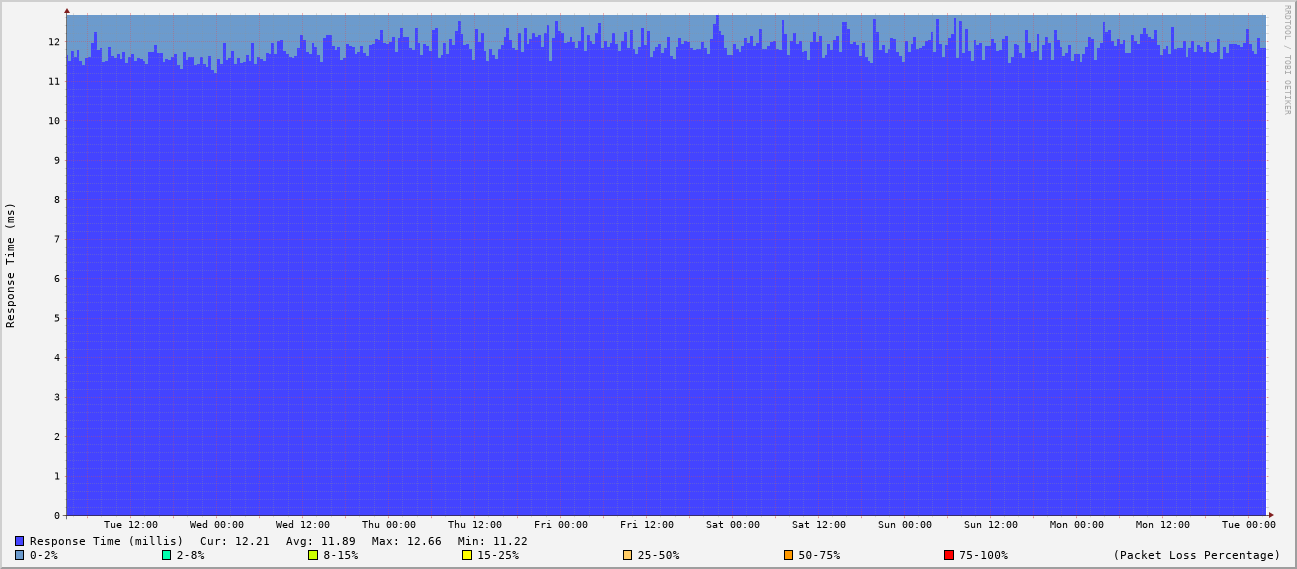 RRDTOOL / TOBI OETIKER
Response Time (ms)
12
11
10
9
8
7
6
5
4
3
2
1
0
Tue 12:00 Wed 00:00 Wed 12:00 Thu 00:00 Thu 12:00 Fri 00:00 Fri 12:00 Sat 00:00 Sat 12:00 Sun 00:00 Sun 12:00 Mon 00:00 Mon 12:00 Tue 00:00
Response Time (millis) Cur: 12.21 Avg: 11.89 Max: 12.66 Min: 11.22
0-2% 2-8% 8-15% 15-25% 25-50% 50-75% 75-100% (Packet Loss Percentage)